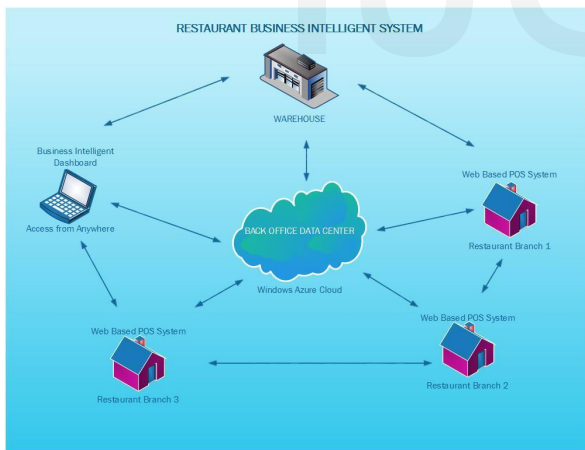 RESTAURANT BUSINESS INTELLIGENT SYSTEM
WAREHOUSE
Business Intelligent
Dashboard
Access from Anywhere
Web Based POS System
Restaurant Branch 1
BACK OFFICE DATA CENTER
Windows Azure Cloud
Web Based POS System
Restaurant Branch 2
Web Based POS System
Restaurant Branch 3